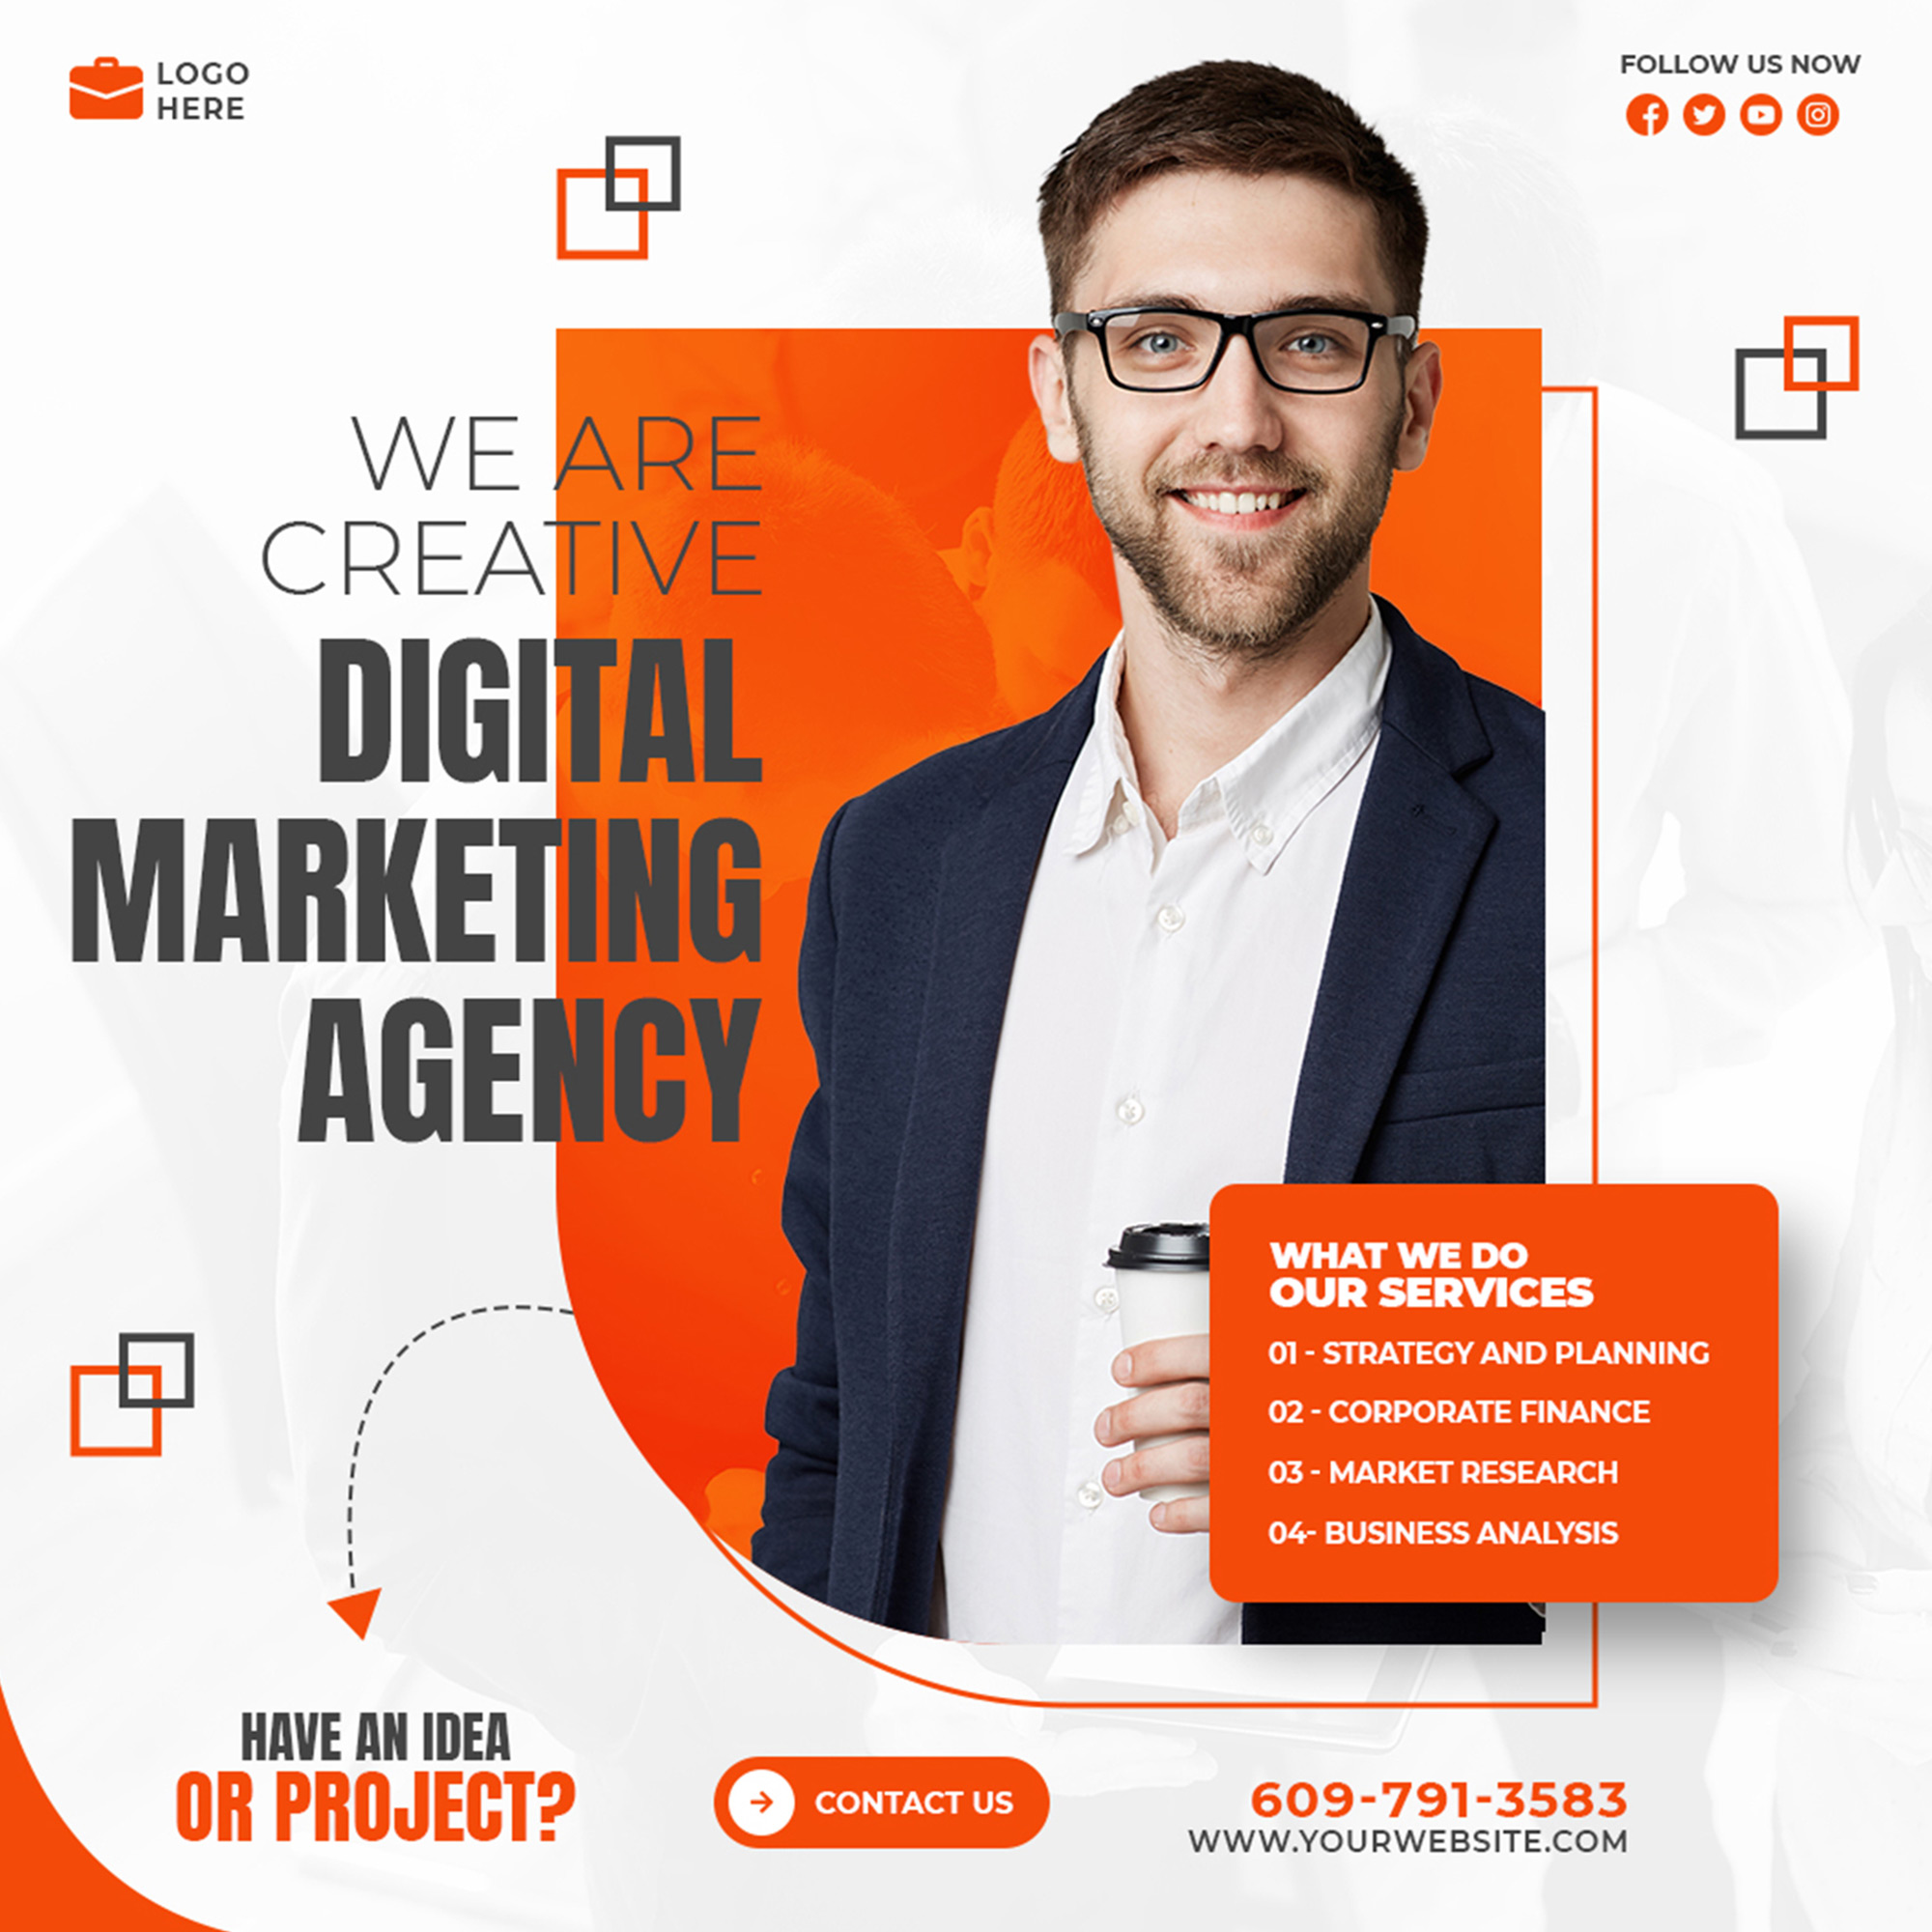 LOGO
HERE
FOLLOW US NOW
WE ARE
CREATIVE
DIGITAL
MARKETING
AGENCY
WHAT WE DO
OUR SERVICES
01 - STRATEGY AND PLANNING
02 - CORPORATE FINANCE
03 - MARKET RESEARCH
04- BUSINESS ANALYSIS
HAVE AN IDEA
OR PROJECT?
CONTACT US
609-791-3583
WWW.YOURWEBSITE.COM